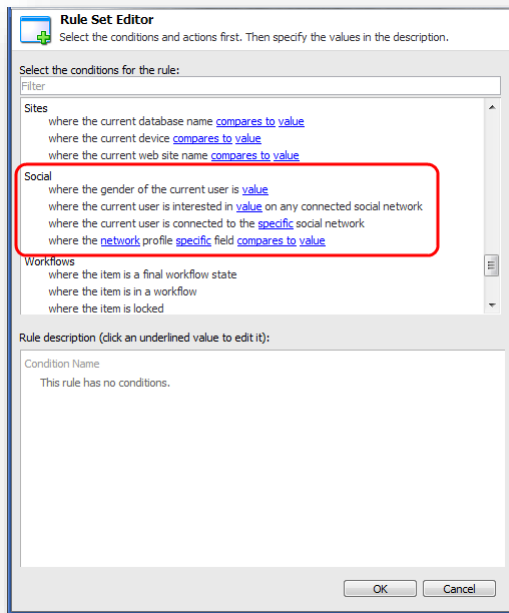 Rule Set Editor
Select the conditions and actions first. Then specify the values in the description.
Select the conditions for the rule:
Filter
Sites
where the current database name compares to value
where the current device compares to value
where the current web site name compares to value
Social
where the gender of the current user is value
where the current user is interested in value on any connected social network
where the current user is connected to the specific social network
where the network profile specific field compares to value
Workflows
where the item is a final workflow state
where the item is in a workflow
where the item is locked
Rule description (click an underlined value to edit it):
Condition Name
This rule has no conditions.
OK
Cancel